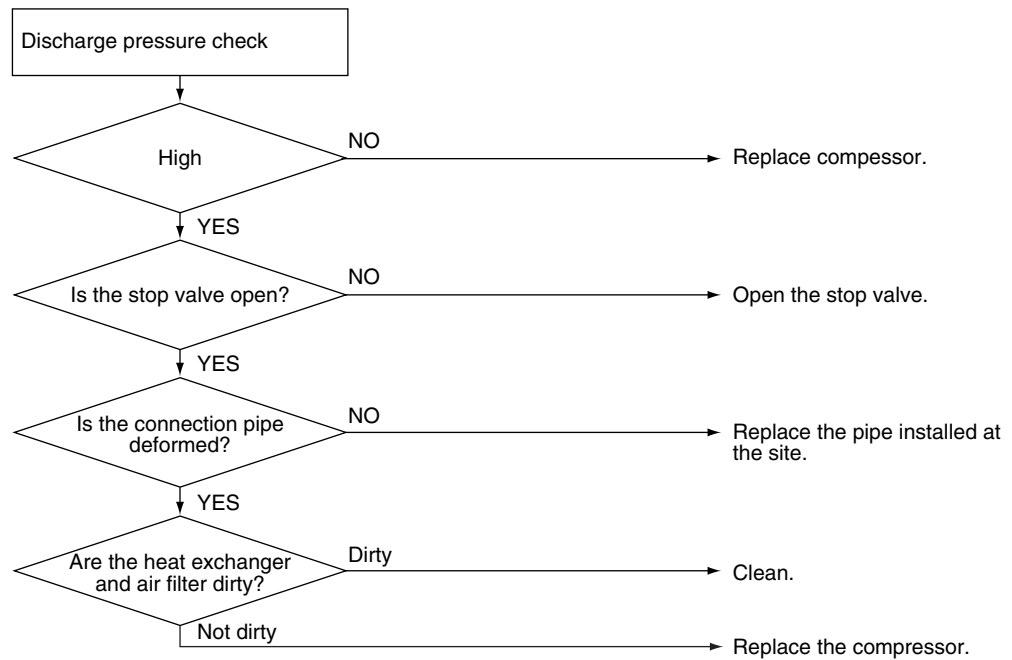 Discharge pressure check
High
NO
Replace compessor.
YES
Is the stop valve open?
NO
Open the stop valve.
YES
Is the connection pipe
deformed?
NO
Replace the pipe installed at
the site.
YES
Are the heat exchanger
and air filter dirty?
Dirty
Clean.
Not dirty
Replace the compressor.